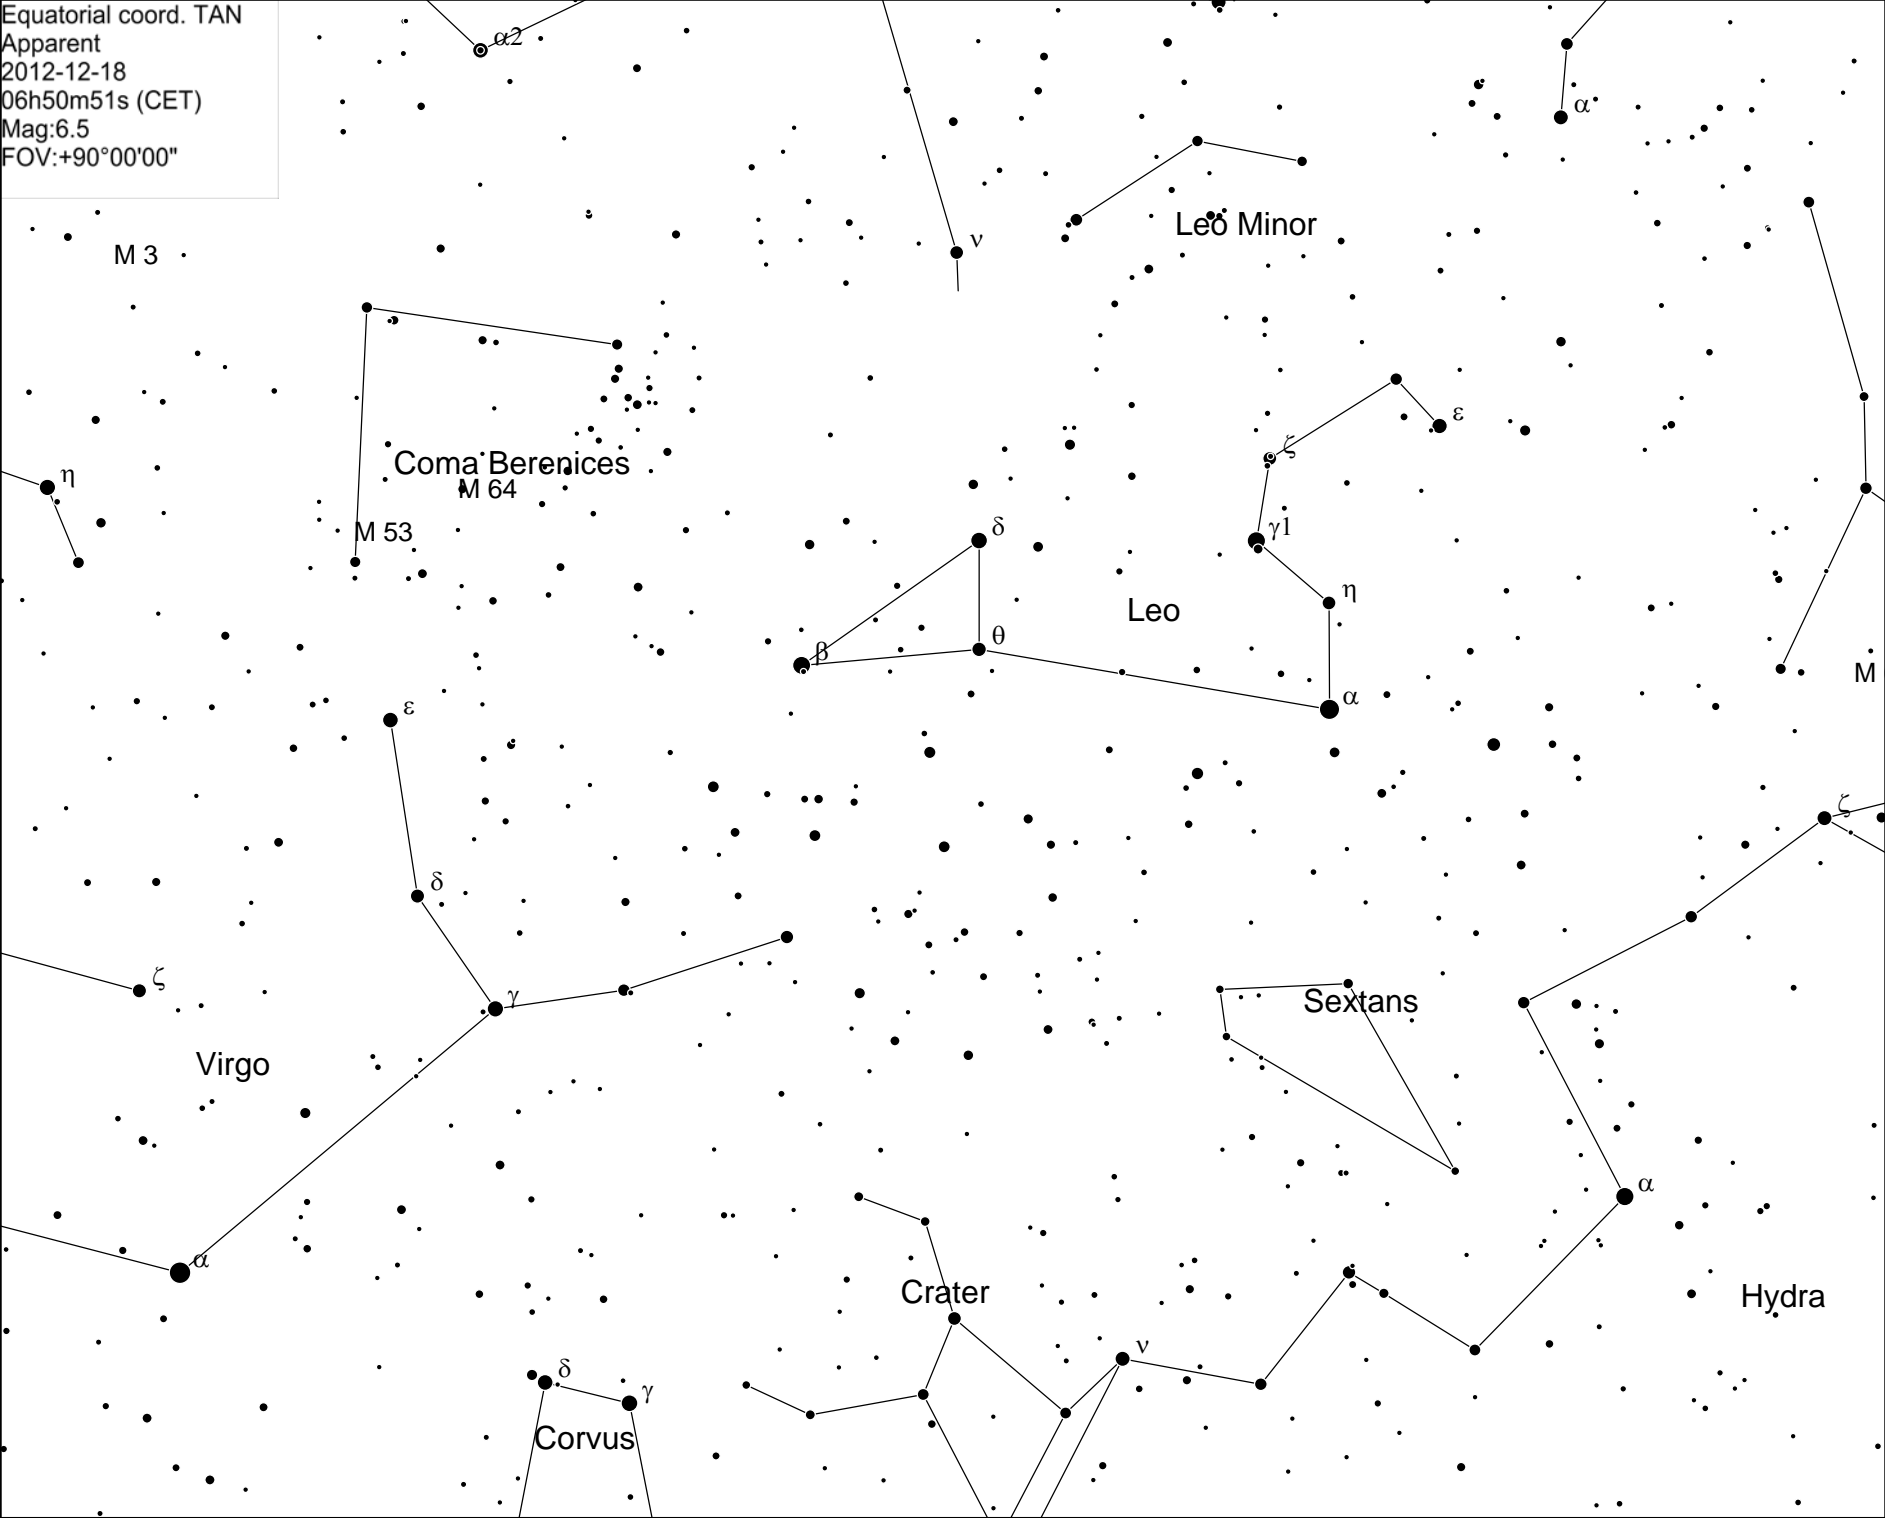 Equatorial coord. TAN
Apparent
2012-12-18
06h50m51s (CET)
Mag:6.5
FOV:+90°00'00"
α2
α
M 3
ν
Leo Minor
ε
ζ
Coma Berenices
M 64
η
M 53
δ
γ1
η
Leo
θ
β
M
α
ε
ζ
δ
ζ
γ
Sextans
Virgo
α
α
Crater
Hydra
ν
δ
γ
Corvus